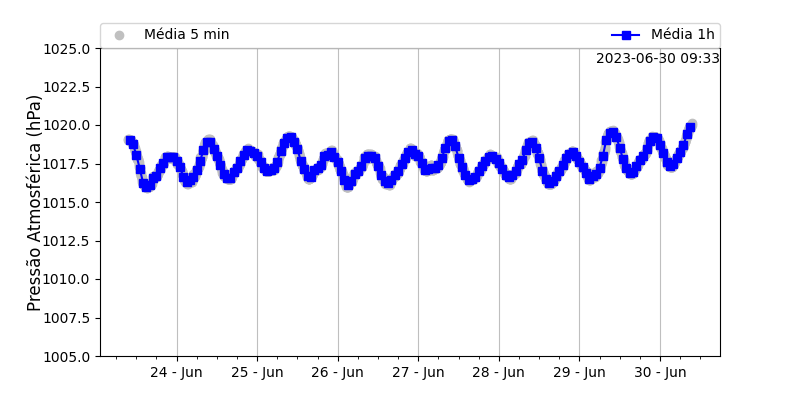 Média 5 min
Média 1h
2023-06-30 09:33
Pressão Atmosférica (hPa)
1025.0
1022.5
1020.0
1017.5
1015.0
1012.5
1010.0
1007.5
1005.0
24 - Jun
25 - Jun
26 - Jun
27 - Jun
28 - Jun
29 - Jun
30 - Jun